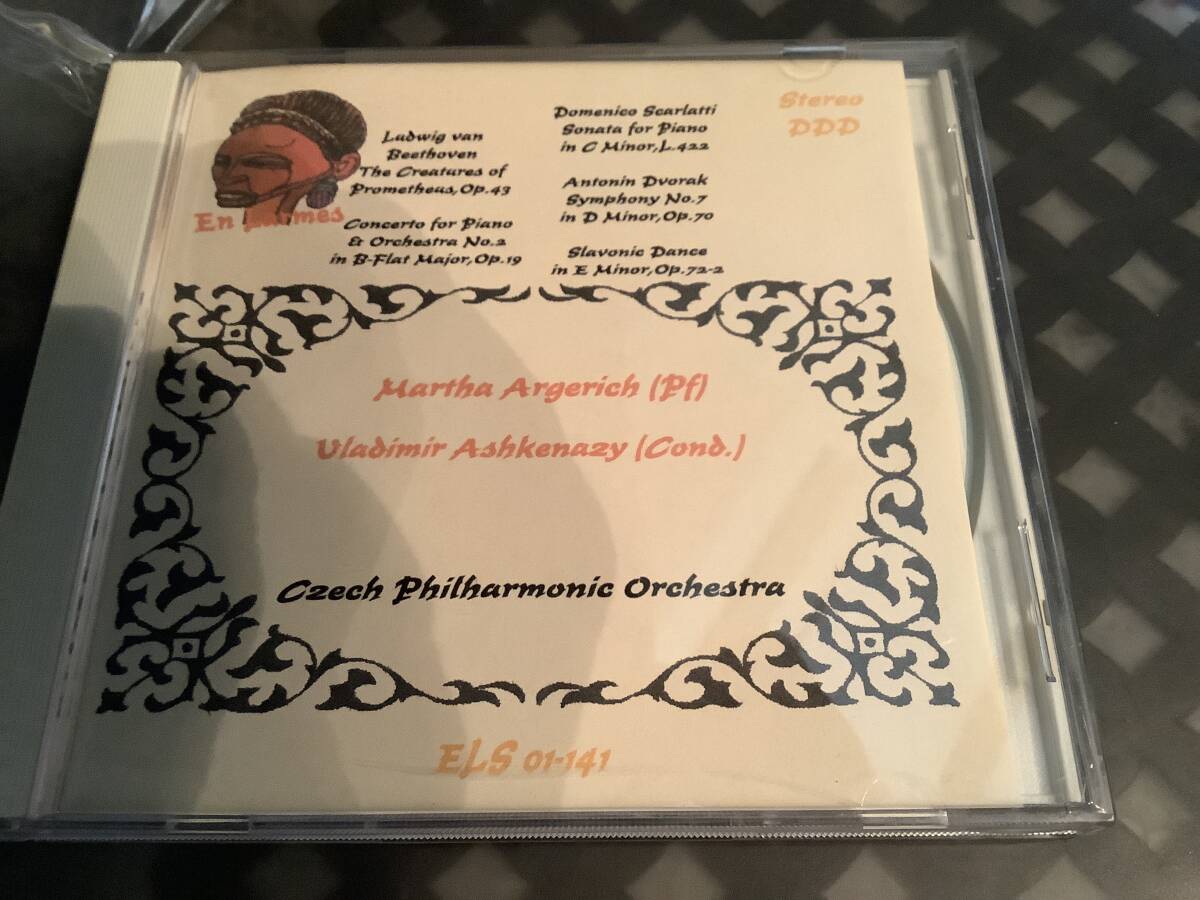 En Larmes
Ludwig van
Beethoven
The Creatures of
Prometheus,Op.43
Concerto for Piano
& Orchestra No.2
in B-Flat Major,Op.19
Domenico Scarlatti
Sonata for Piano
in C Minor,L.422
Antonin Dvorak
Symphony No.7
in D Minor,Op.70
Slavonic Dance
in E Minor,Op.72-2
Stereo
DDD
Martha Argerich (Pf)
Vladimir Ashkenazy (Cond.)
Czech Philharmonic Orchestra
ELS 01-141